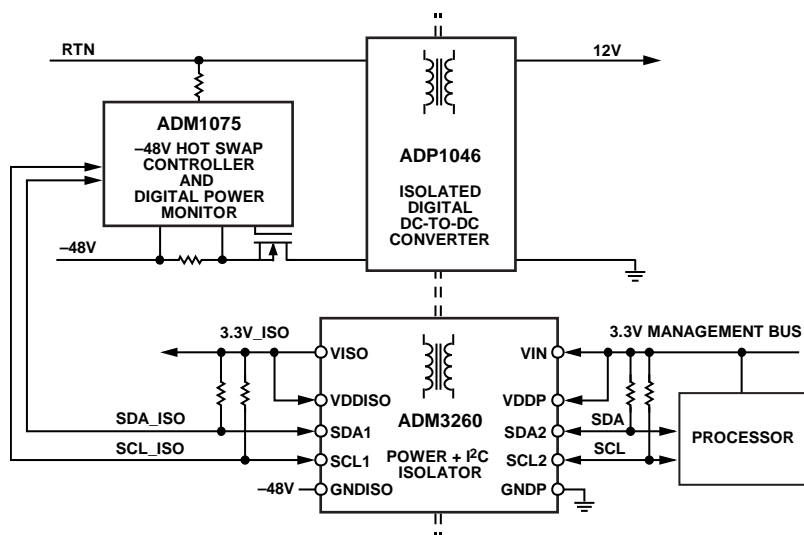 RTN
12V
ADM1075
–48V HOT SWAP
CONTROLLER
AND
DIGITAL POWER
MONITOR
ADP1046
ISOLATED
DIGITAL
DC-TO-DC
CONVERTER
–48V
3.3V_ISO
3.3V MANAGEMENT BUS
VISO
VIN
VDDISO
VDDP
ADM3260
SDA_ISO
SDA1
SDA2
SDA
PROCESSOR
POWER + I²C
ISOLATOR
SCL_ISO
SCL1
SCL2
SCL
–48V
GNDISO
GNDP